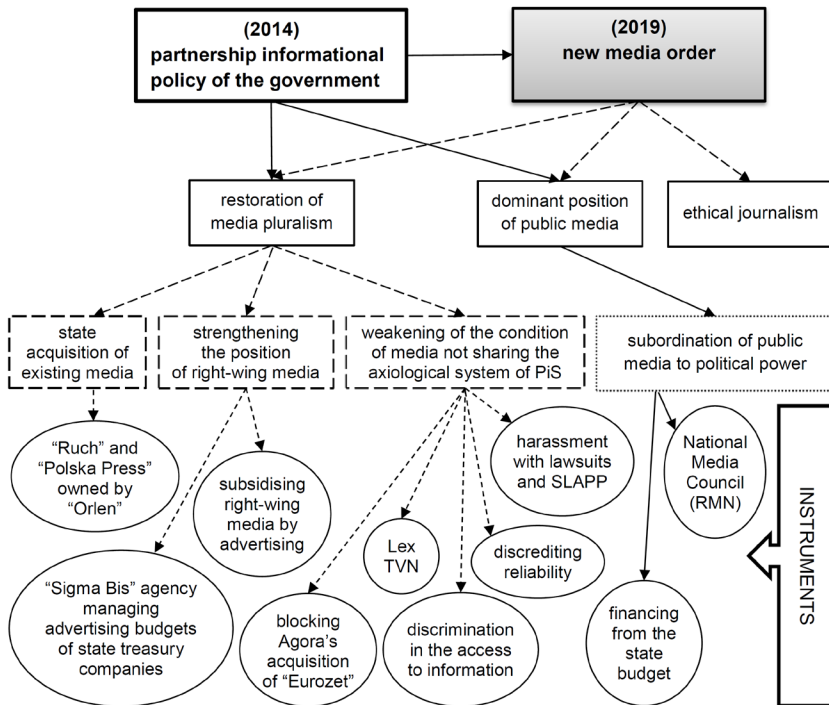 (2014)
partnership informational
policy of the government
(2019)
new media order
restoration of
media pluralism
dominant position
of public media
ethical journalism
state
acquisition of
existing media
strengthening
the position
of right-wing media
weakening of the condition
of media not sharing the
axiological system of PiS
subordination of public
media to political power
“Ruch” and
“Polska Press”
owned by
“Orlen”
subsidising
right-wing
media by
advertising
harassment
with lawsuits
and SLAPP
National
Media
Council
(RMN)
Lex
TVN
discrediting
reliability
“Sigma Bis” agency
managing
advertising budgets
of state treasury
companies
blocking
Agora’s
acquisition
of “Eurozet”
discrimination
in the access
to information
financing
from the
state
budget
INSTRUMENTS